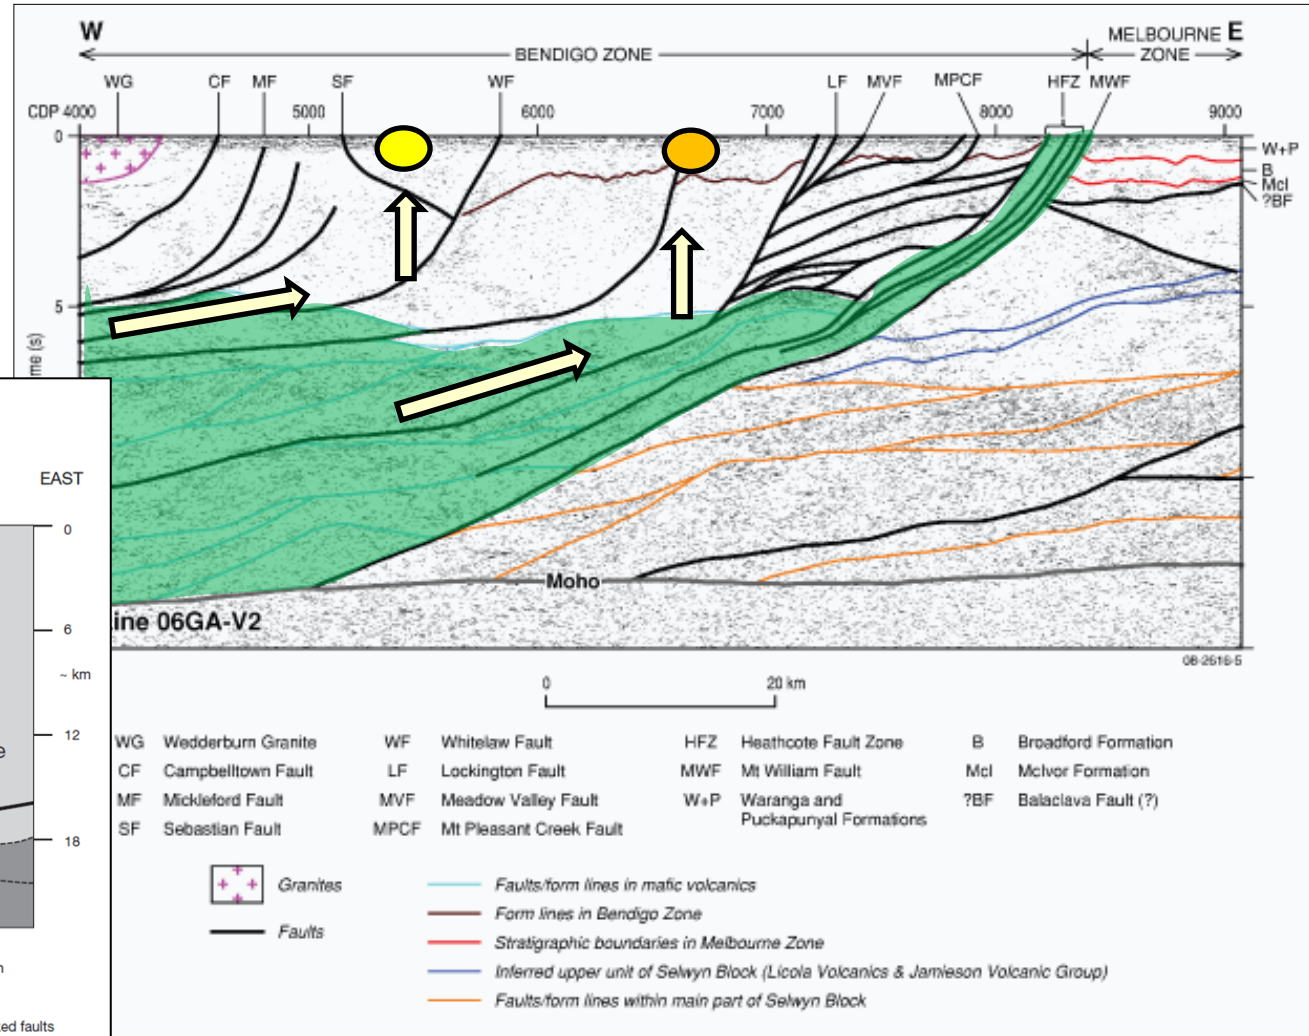 W
MELBOURNE E
BENDIGO ZONE
ZONE
WG CF MF SF WF LF MVF MPCF HFZ MWF
CDP 4000 5000 6000 7000 8000 9000
0
W+P
B
McI
?BF
5
me (s)
EAST
0
6
~ km
12
18
Moho
Line 06GA-V2
08-2616-5
0 20 km
WG Wedderburn Granite
CF Campbelltown Fault
MF Mickleford Fault
SF Sebastian Fault
WF Whitelaw Fault
LF Lockington Fault
MVF Meadow Valley Fault
MPCF Mt Pleasant Creek Fault
HFZ Heathcote Fault Zone
MWF Mt William Fault
W+P Waranga and
Puckapunyal Formations
B Broadford Formation
McI McIvor Formation
?BF Balaclava Fault (?)
Granites
Faults
Faults/form lines in mafic volcanics
Form lines in Bendigo Zone
Stratigraphic boundaries in Melbourne Zone
Inferred upper unit of Selwyn Block (Licola Volcanics & Jamieson Volcanic Group)
Faults/form lines within main part of Selwyn Block
e
n
ed faults